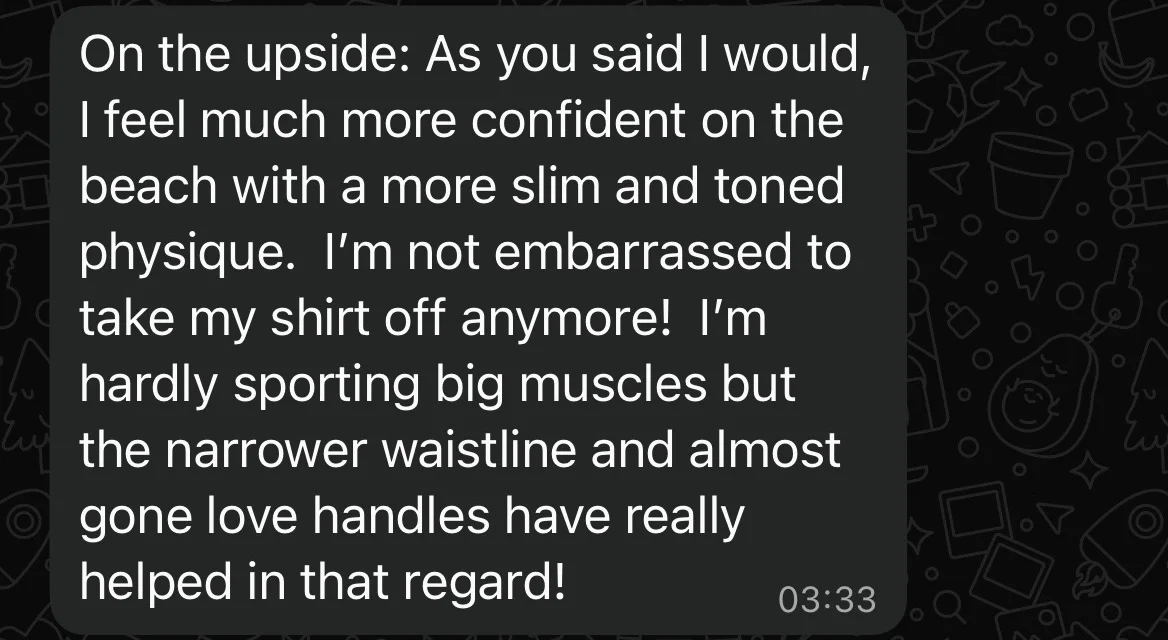 On the upside: As you said I would,
I feel much more confident on the
beach with a more slim and toned
physique.  I’m not embarrassed to
take my shirt off anymore!  I’m
hardly sporting big muscles but
the narrower waistline and almost
gone love handles have really
helped in that regard!
03:33